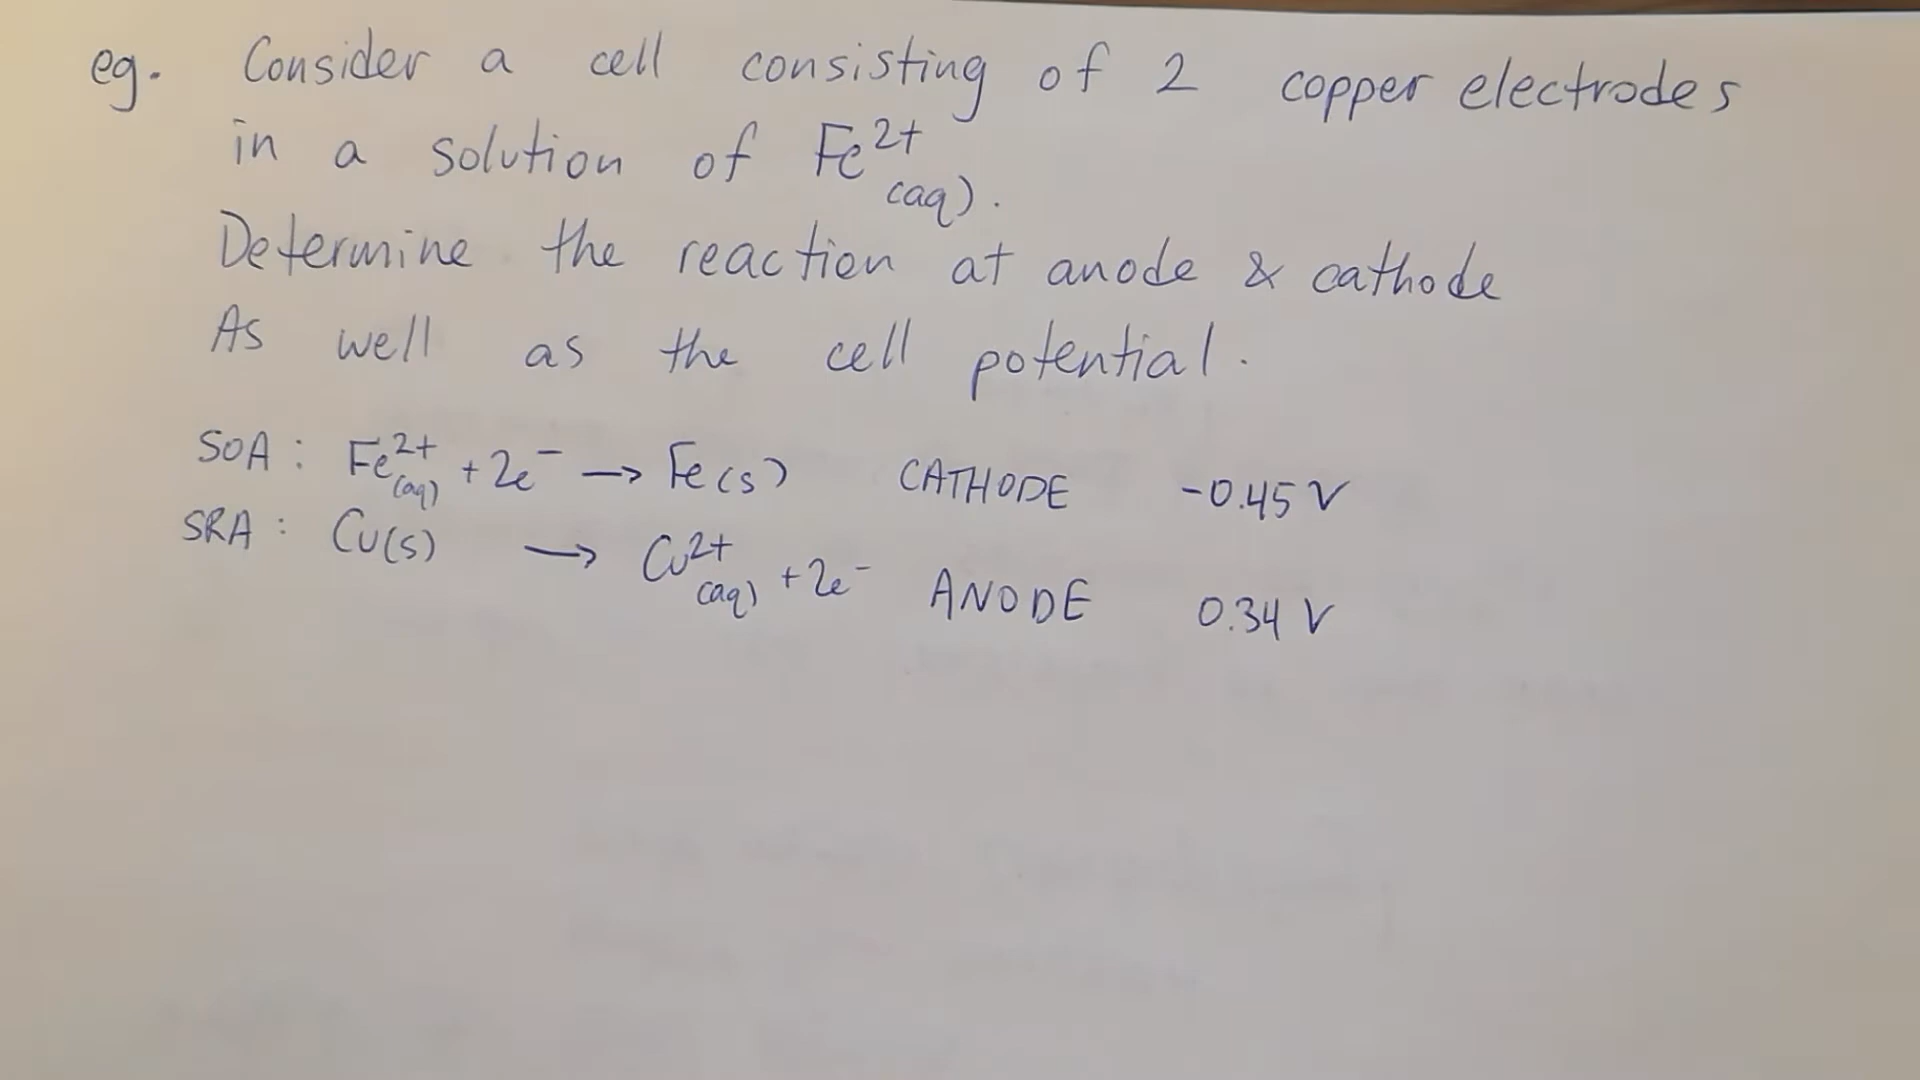 eg. Consider a cell consisting of 2 copper electrodes
in a solution of Fe²⁺(aq).
Determine the reaction at anode & cathode
As well as the cell potential.
SOA : Fe²⁺(aq) + 2e⁻ → Fe(s) CATHODE -0.45 V
SRA : Cu(s) → Cu²⁺(aq) + 2e⁻ ANODE 0.34 V